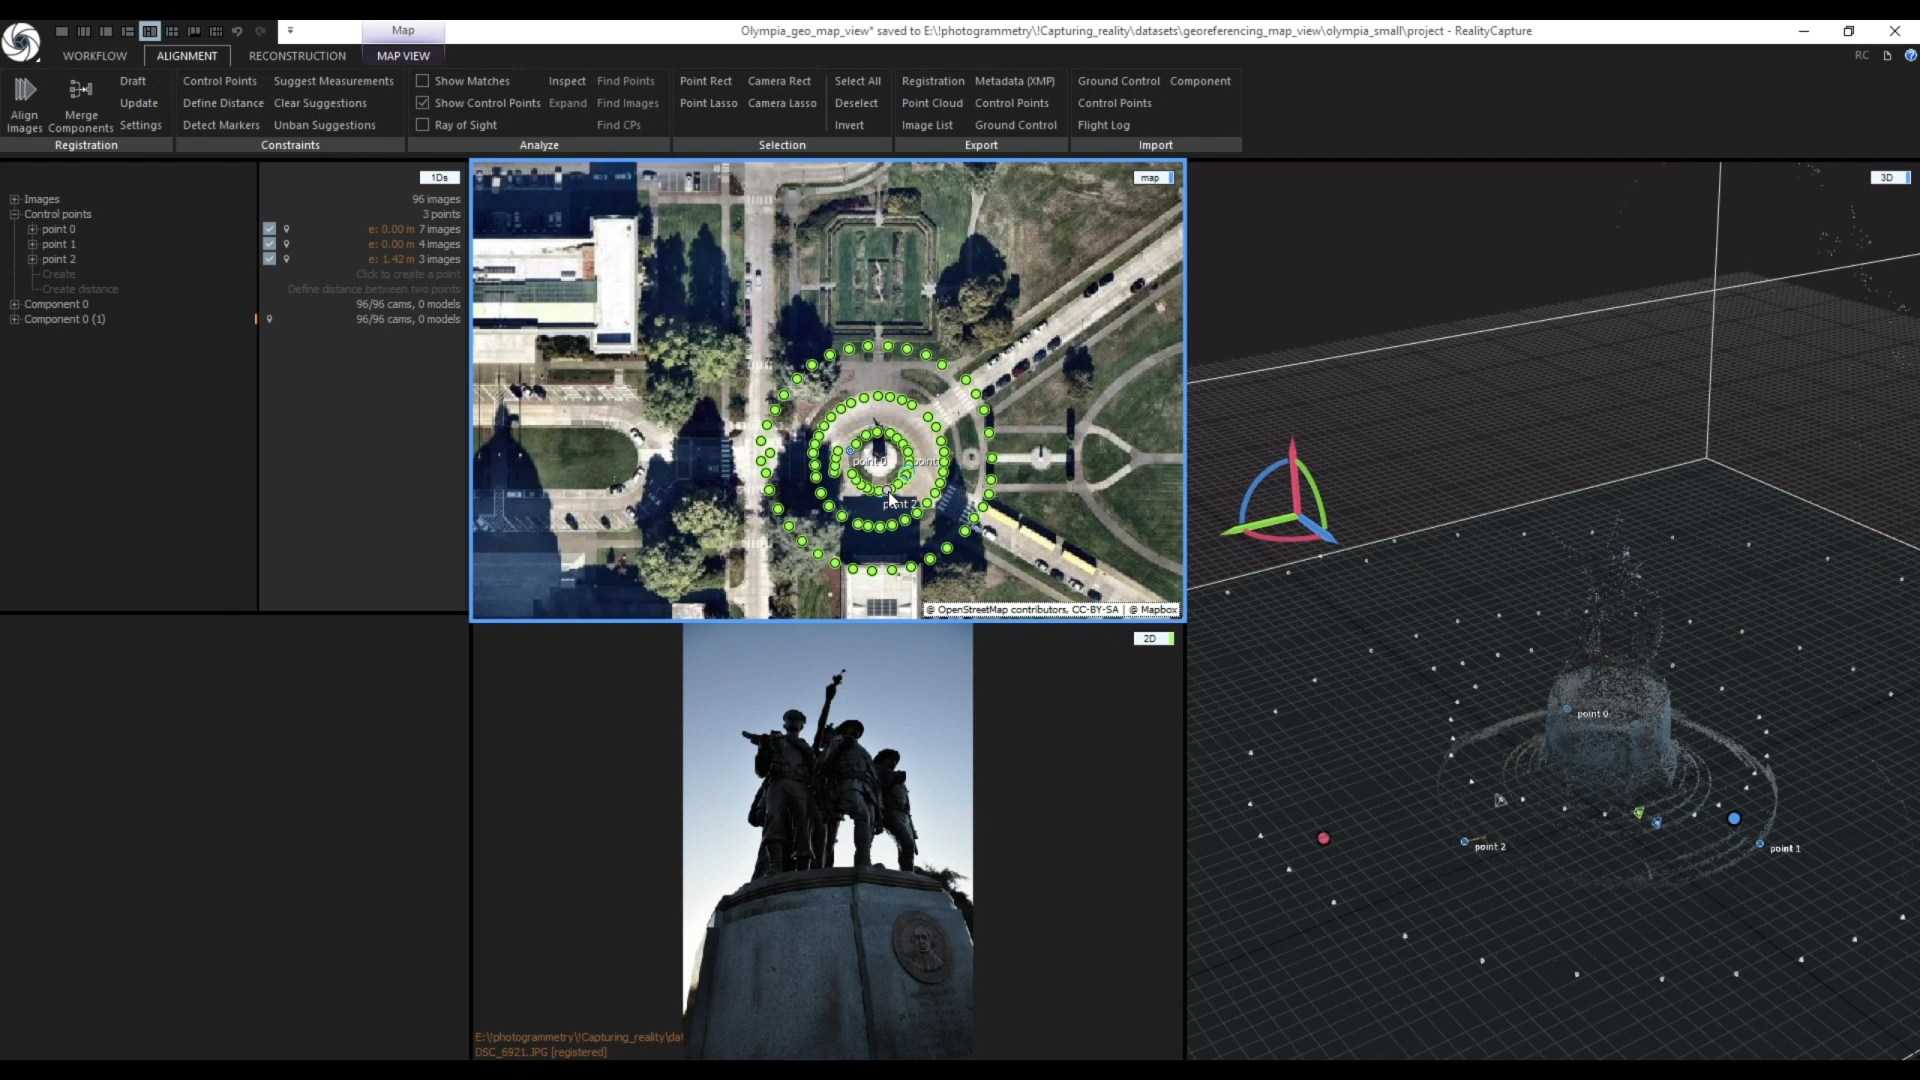 Map
Olympia_geo_map_view* saved to E:\!photogrammetry\!Capturing_reality\datasets\georeferencing_map_view\olympia_small\project - RealityCapture
WORKFLOW ALIGNMENT RECONSTRUCTION MAP VIEW RC
Align Images
Merge Components
Draft
Update
Settings
Registration
Control Points Suggest Measurements
Define Distance Clear Suggestions
Detect Markers Unban Suggestions
Constraints
Show Matches Inspect Find Points
Show Control Points Expand Find Images
Ray of Sight Find CPs
Analyze
Point Rect Camera Rect Select All
Point Lasso Camera Lasso Deselect
Invert
Selection
Registration Metadata (XMP)
Point Cloud Control Points
Image List Ground Control
Export
Ground Control Component
Control Points
Flight Log
Import
1Ds
Images 96 images
Control points 3 points
point 0 e: 0.00 m 7 images
point 1 e: 0.00 m 4 images
point 2 e: 1.42 m 3 images
Create Click to create a point
Create distance Define distance between two points
Component 0 96/96 cams, 0 models
Component 0 (1) 96/96 cams, 0 models
map
point 0 point
point 2
@ OpenStreetMap contributors, CC-BY-SA | @ Mapbox
2D
E:\!photogrammetry\!Capturing_reality\dat
DSC_6921.JPG [registered]
3D
point 0
point 2
point 1